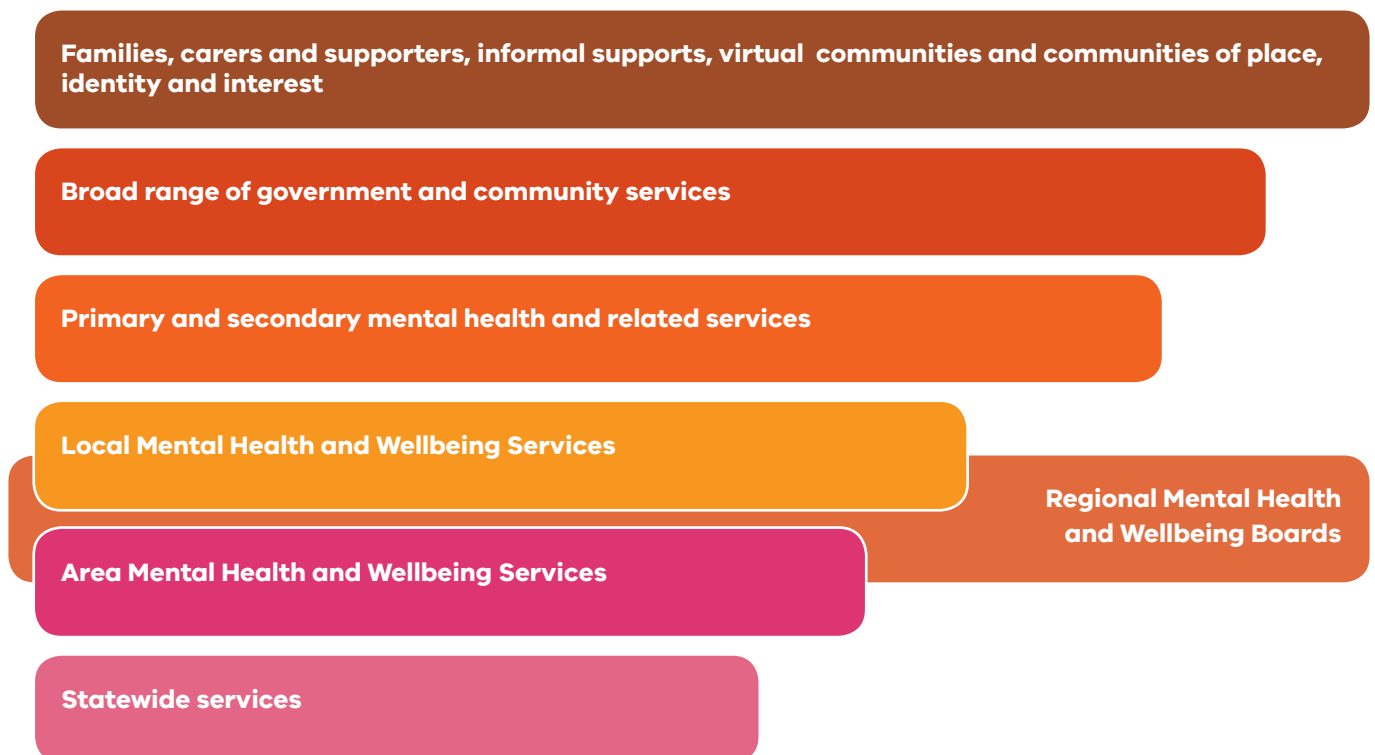 Families, carers and supporters, informal supports, virtual  communities and communities of place,
identity and interest
Broad range of government and community services
Primary and secondary mental health and related services
Local Mental Health and Wellbeing Services
Regional Mental Health
and Wellbeing Boards
Area Mental Health and Wellbeing Services
Statewide services